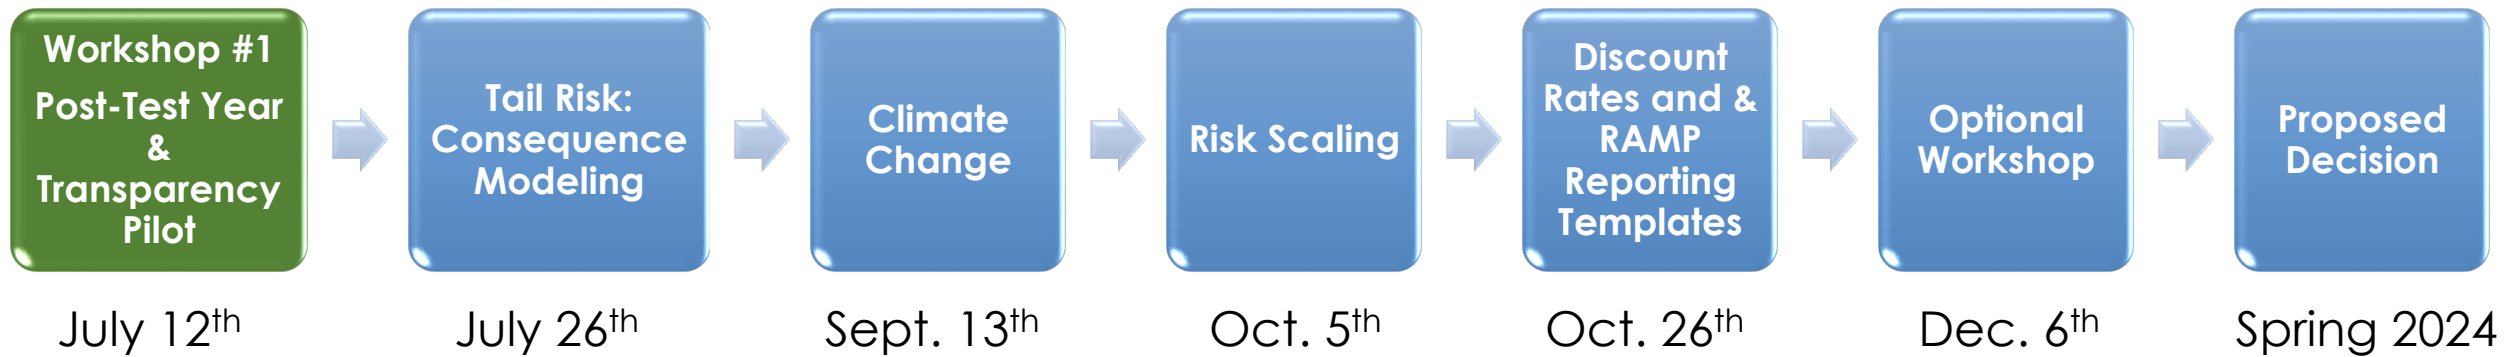 Workshop #1
Post-Test Year
&
Transparency
Pilot
July 12th
Tail Risk:
Consequence
Modeling
July 26th
Climate
Change
Sept. 13th
Risk Scaling
Oct. 5th
Discount
Rates and &
RAMP
Reporting
Templates
Oct. 26th
Optional
Workshop
Dec. 6th
Proposed
Decision
Spring 2024